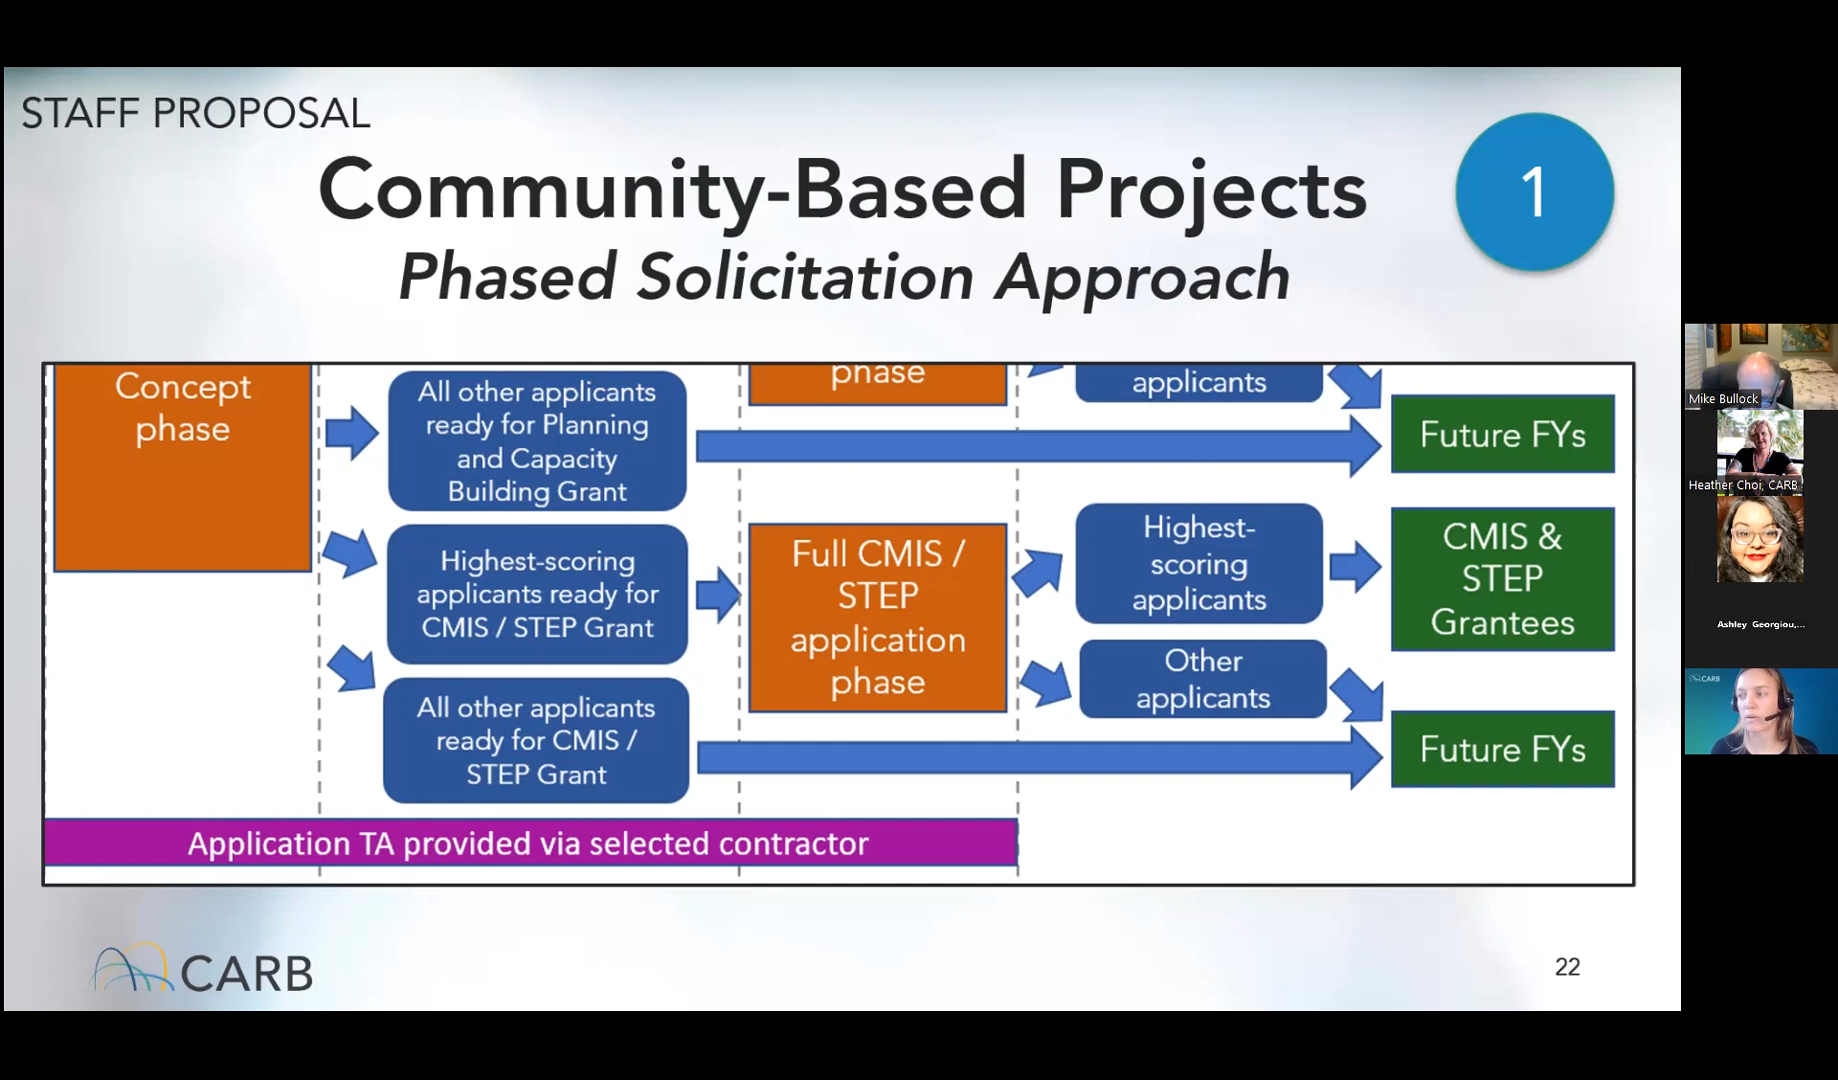 STAFF PROPOSAL
Community-Based Projects
Phased Solicitation Approach
1
Concept
phase
All other applicants
ready for Planning
and Capacity
Building Grant
phase
applicants
Future FYs
Highest-scoring
applicants ready for
CMIS / STEP Grant
Full CMIS /
STEP
application
phase
Highest-
scoring
applicants
CMIS &
STEP
Grantees
All other applicants
ready for CMIS /
STEP Grant
Other
applicants
Future FYs
Application TA provided via selected contractor
CARB
22
Mike Bullock
Heather Choi, CARB
Ashley Georgiou,...
CARB